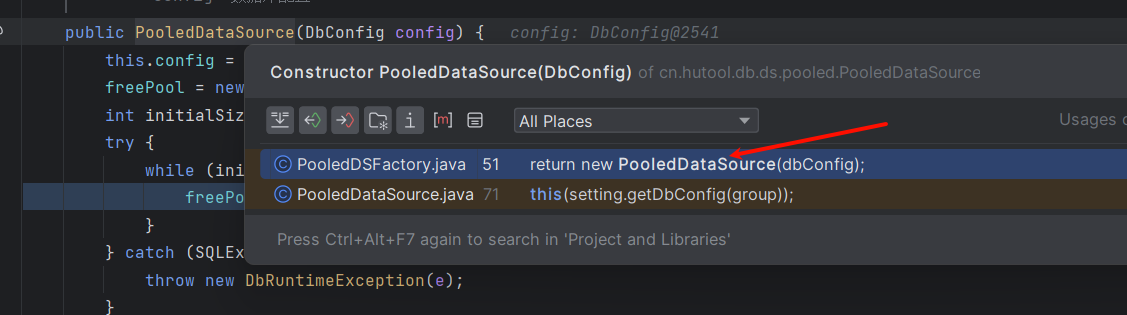 public PooledDataSource(DbConfig config) { config: DbConfig@2541
this.config =
Constructor PooledDataSource(DbConfig) of cn.hutool.db.ds.pooled.PooledDataSource
freePool = new
int initialSiz
All Places
Usages
try {
PooledDSFactory.java 51 return new PooledDataSource(dbConfig);
while (ini
PooledDataSource.java 71 this(setting.getDbConfig(group));
freePo
}
Press Ctrl+Alt+F7 again to search in 'Project and Libraries'
} catch (SQLEx
throw new DbRuntimeException(e);
}